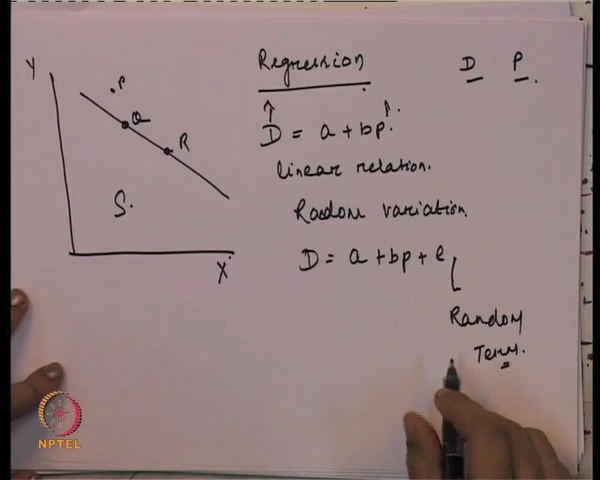 Y
P
Q
R
S.
X
Regression
D P.
D = a + bp.
linear relation.
Random variation.
D = a + bp + e
Random
Term.
NPTEL